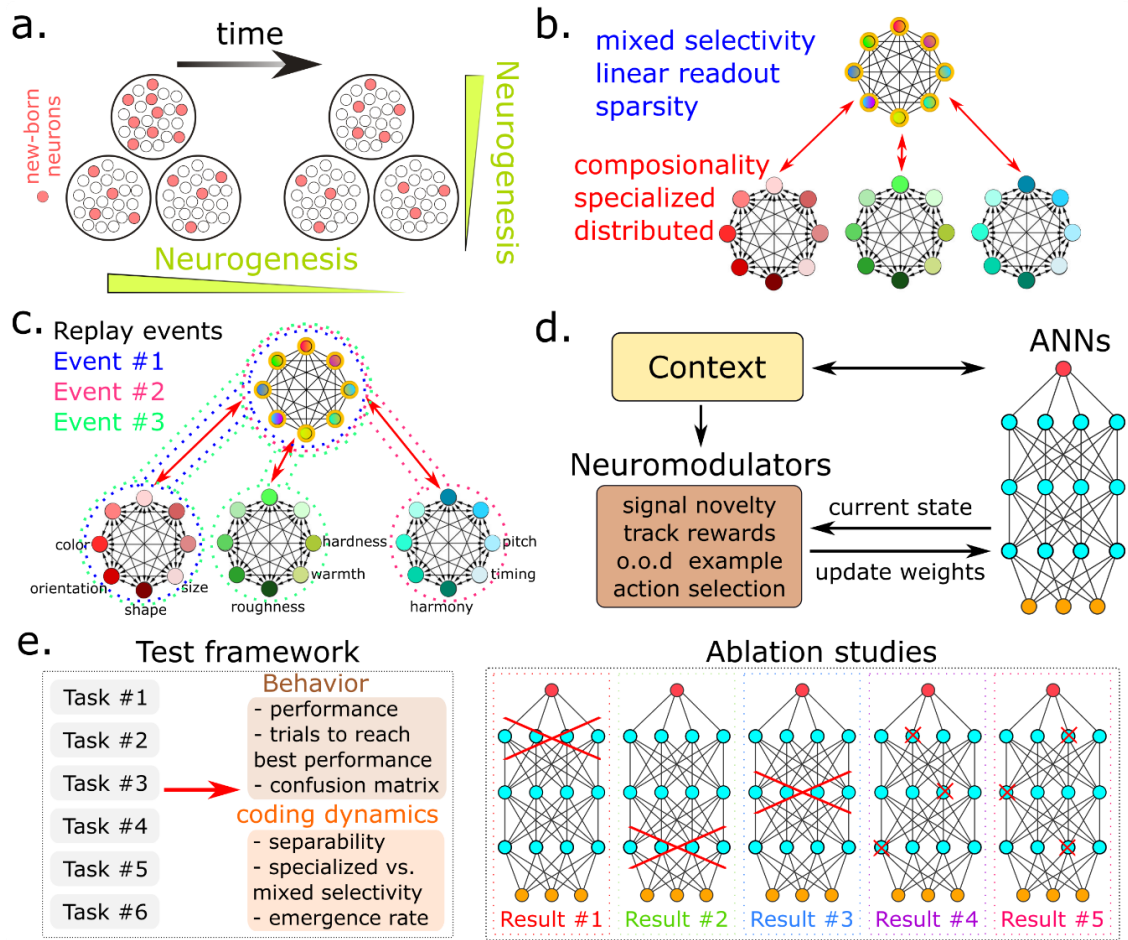 a.
time
new-born
neurons
Neurogenesis
Neurogenesis
b.
mixed selectivity
linear readout
sparsity
composionality
specialized
distributed
c.
Replay events
Event #1
Event #2
Event #3
color
orientation
shape
size
hardness
warmth
roughness
pitch
timing
harmony
d.
Context
ANNs
Neuromodulators
signal novelty
track rewards
o.o.d example
action selection
current state
update weights
e.
Test framework
Task #1
Task #2
Task #3
Task #4
Task #5
Task #6
Behavior
- performance
- trials to reach
best performance
- confusion matrix
coding dynamics
- separability
- specialized vs.
mixed selectivity
- emergence rate
Ablation studies
Result #1
Result #2
Result #3
Result #4
Result #5